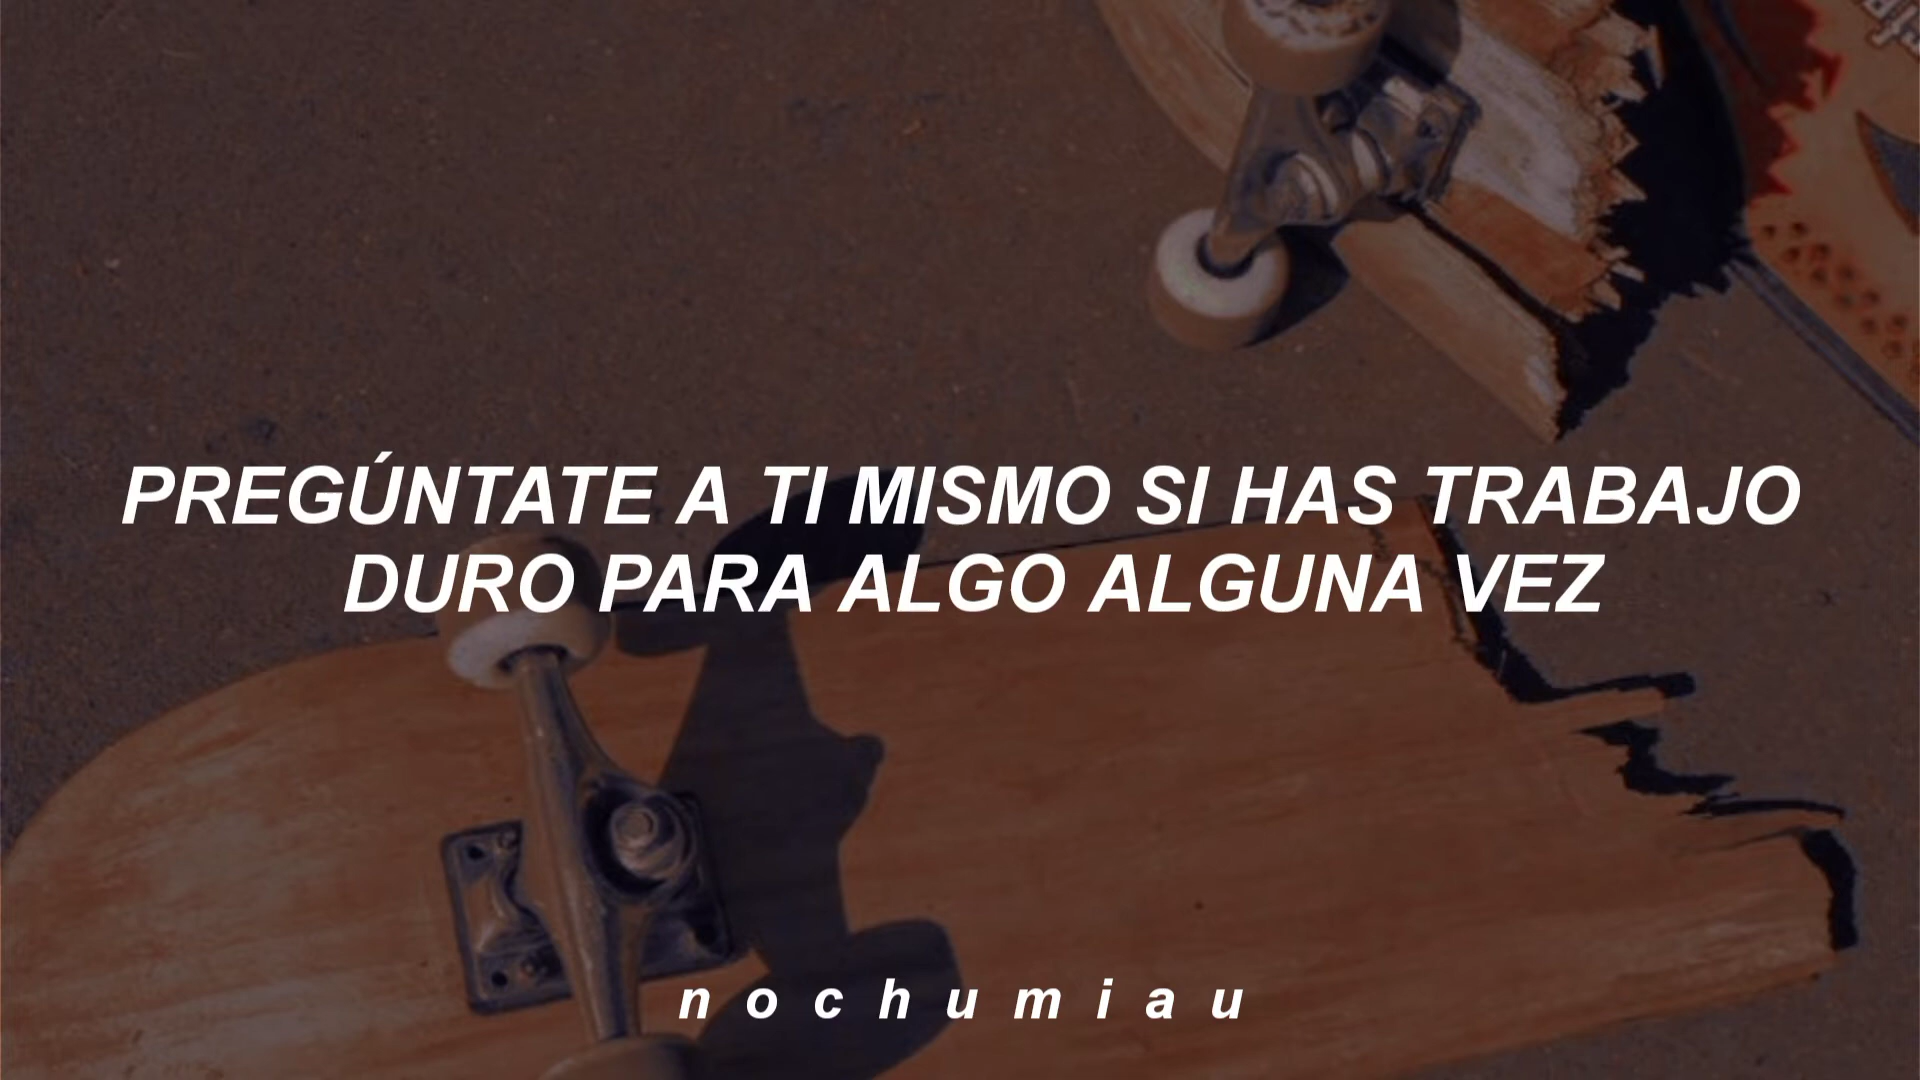 PREGÚNTATE A TI MISMO SI HAS TRABAJO
DURO PARA ALGO ALGUNA VEZ
n o c h u m i a u